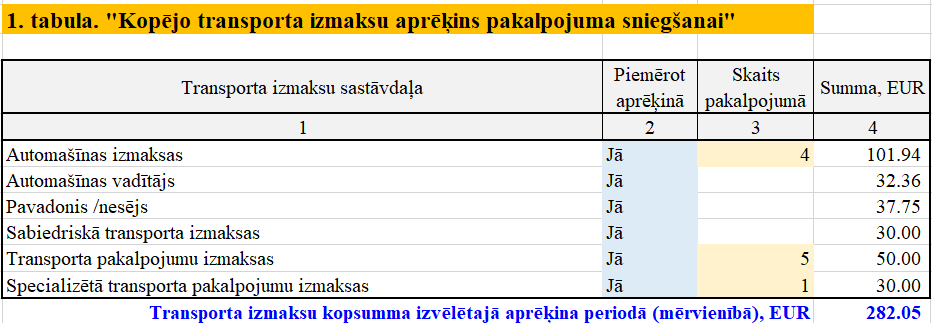 1. tabula. "Kopējo transporta izmaksu aprēķins pakalpojuma sniegšanai"
Transporta izmaksu sastāvdaļa Piemērot aprēķinā Skaits pakalpojumā Summa, EUR
1 2 3 4
Automašīnas izmaksas Jā 4 101.94
Automašīnas vadītājs Jā 32.36
Pavadonis /nesējs Jā 37.75
Sabiedriskā transporta izmaksas Jā 30.00
Transporta pakalpojumu izmaksas Jā 5 50.00
Specializētā transporta pakalpojumu izmaksas Jā 1 30.00
Transporta izmaksu kopsumma izvēlētajā aprēķina periodā (mērvienībā), EUR 282.05